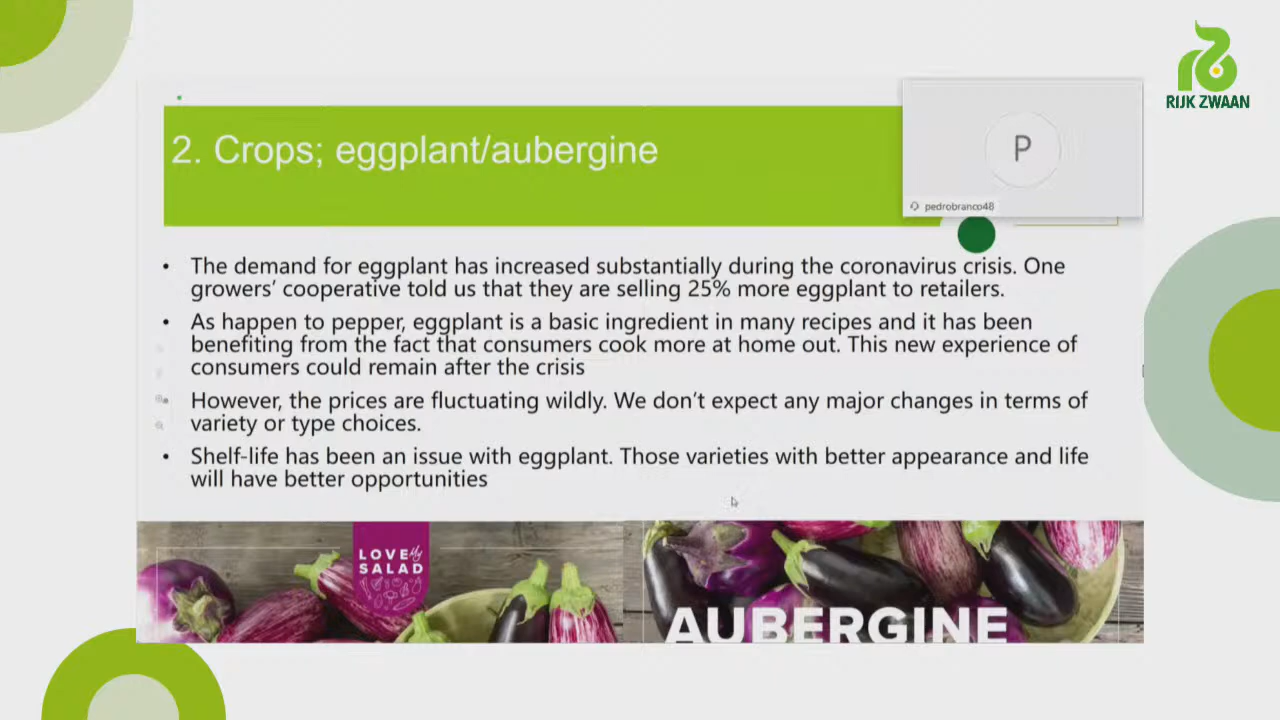 RIJK ZWAAN
2. Crops; eggplant/aubergine
P
pedrobranco48
• The demand for eggplant has increased substantially during the coronavirus crisis. One
growers’ cooperative told us that they are selling 25% more eggplant to retailers.
• As happen to pepper, eggplant is a basic ingredient in many recipes and it has been
benefiting from the fact that consumers cook more at home out. This new experience of
consumers could remain after the crisis
• However, the prices are fluctuating wildly. We don’t expect any major changes in terms of
variety or type choices.
• Shelf-life has been an issue with eggplant. Those varieties with better appearance and life
will have better opportunities
LOVE My
SALAD
AUBERGINE